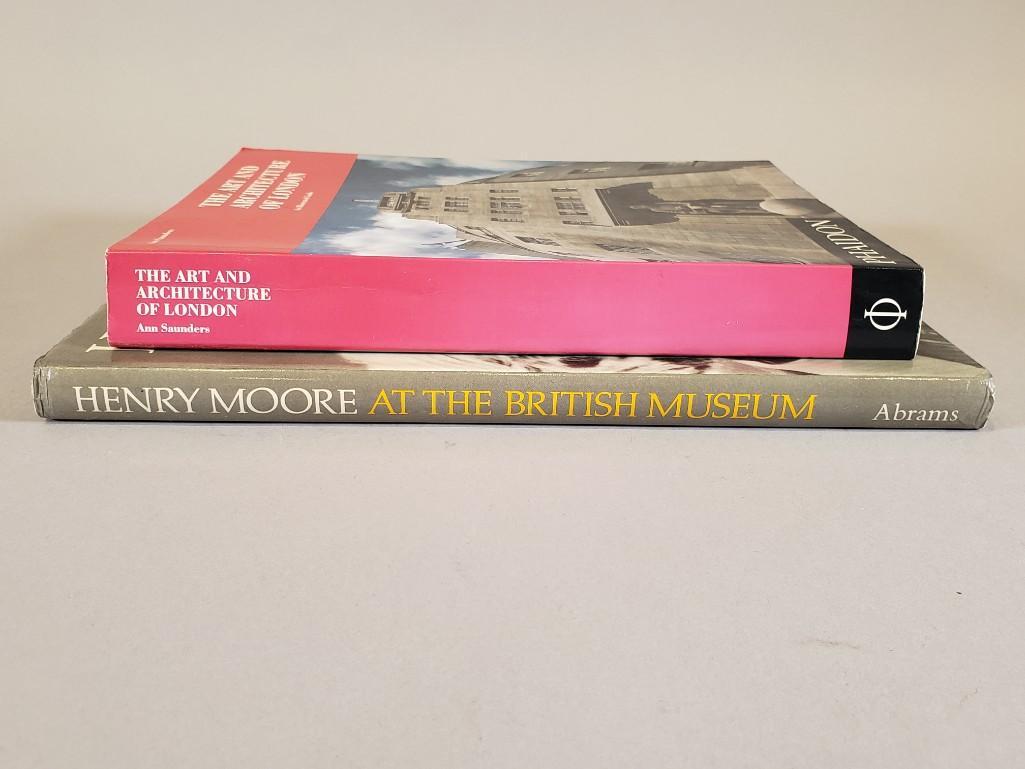 THE ART AND
ARCHITECTURE
OF LONDON
PHAIDON
THE ART AND
ARCHITECTURE
OF LONDON
Ann Saunders
Φ
HENRY MOORE AT THE BRITISH MUSEUM Abrams